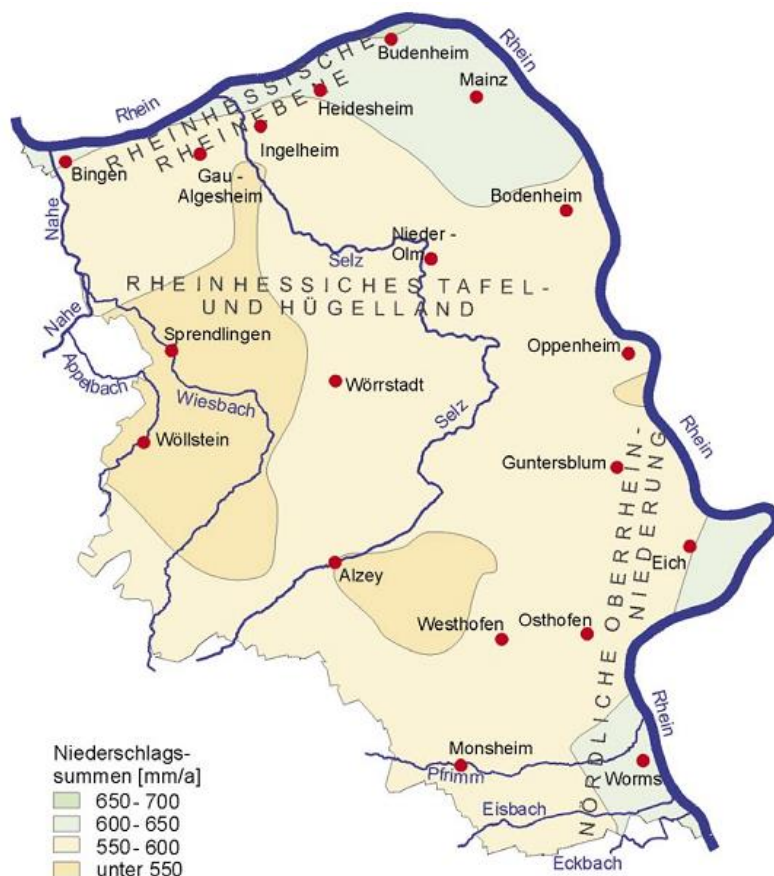 Budenheim
Rhein
Mainz
Rhein
RHEINHESSISCHE
RHEINEBENE
Heidesheim
Ingelheim
Bingen
Gau -
Algesheim
Bodenheim
Nahe
Nieder -
Olm
Selz
RHEINHESSICHES TAFEL-
UND HÜGELLAND
Nahe
Sprendlingen
Oppenheim
Appelbach
Wiesbach
Wörrstadt
Selz
Rhein
Wöllstein
Guntersblum
NÖRDLICHE OBERRHEIN-
NIEDERUNG
Eich
Alzey
Westhofen
Osthofen
Rhein
Monsheim
Pfrimm
Worms
Eisbach
Eckbach
Niederschlags-
summen [mm/a]
650 - 700
600 - 650
550 - 600
unter 550